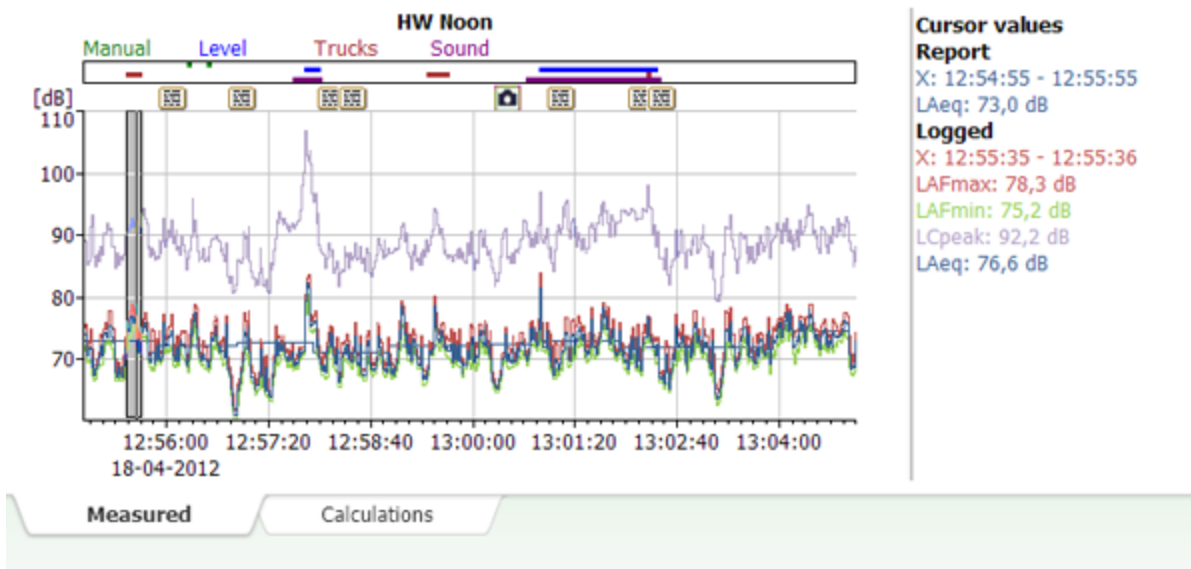 HW Noon
Manual Level Trucks Sound
[dB]
110
100
90
80
70
12:56:00 12:57:20 12:58:40 13:00:00 13:01:20 13:02:40 13:04:00
18-04-2012
Cursor values
Report
X: 12:54:55 - 12:55:55
LAeq: 73,0 dB
Logged
X: 12:55:35 - 12:55:36
LAFmax: 78,3 dB
LAFmin: 75,2 dB
LCpeak: 92,2 dB
LAeq: 76,6 dB
Measured Calculations